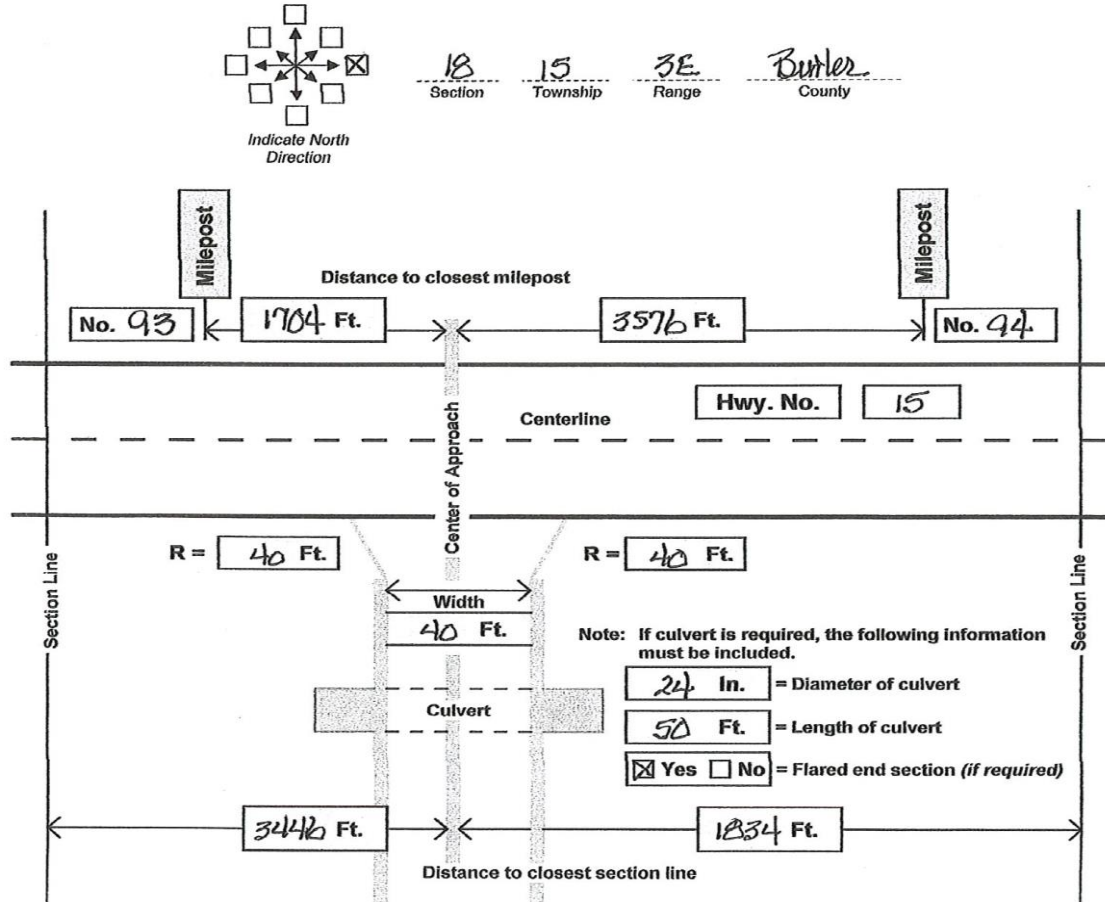 18 15 3E Butler
Section Township Range County
Indicate North
Direction
Milepost
Milepost
Distance to closest milepost
No. 93
1704 Ft.
3576 Ft.
No. 94
Hwy. No. 15
Centerline
Center of Approach
R = 40 Ft.
R = 40 Ft.
Section Line
Section Line
Width
40 Ft.
Note: If culvert is required, the following information
must be included.
24 In. = Diameter of culvert
Culvert
50 Ft. = Length of culvert
☒ Yes ☐ No = Flared end section (if required)
3446 Ft.
1834 Ft.
Distance to closest section line